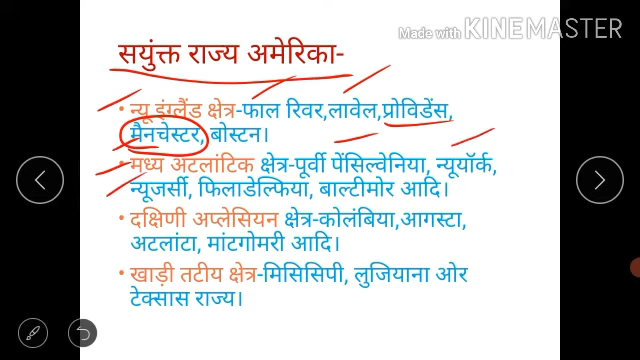 Made with KINEMASTER
सयुंक्त राज्य अमेरिका-
• न्यू इंग्लैंड क्षेत्र-फाल रिवर,लावेल,प्रोविडेंस,
मैनचेस्टर, बोस्टन।
• मध्य अटलांटिक क्षेत्र-पूर्वी पेंसिल्वेनिया, न्यूयॉर्क,
न्यूजर्सी, फिलाडेल्फिया, बाल्टीमोर आदि।
• दक्षिणी अप्लेसियन क्षेत्र-कोलंबिया,आगस्टा,
अटलांटा, मांटगोमरी आदि।
• खाड़ी तटीय क्षेत्र-मिसिसिपी, लुजियाना ओर
टेक्सास राज्य।